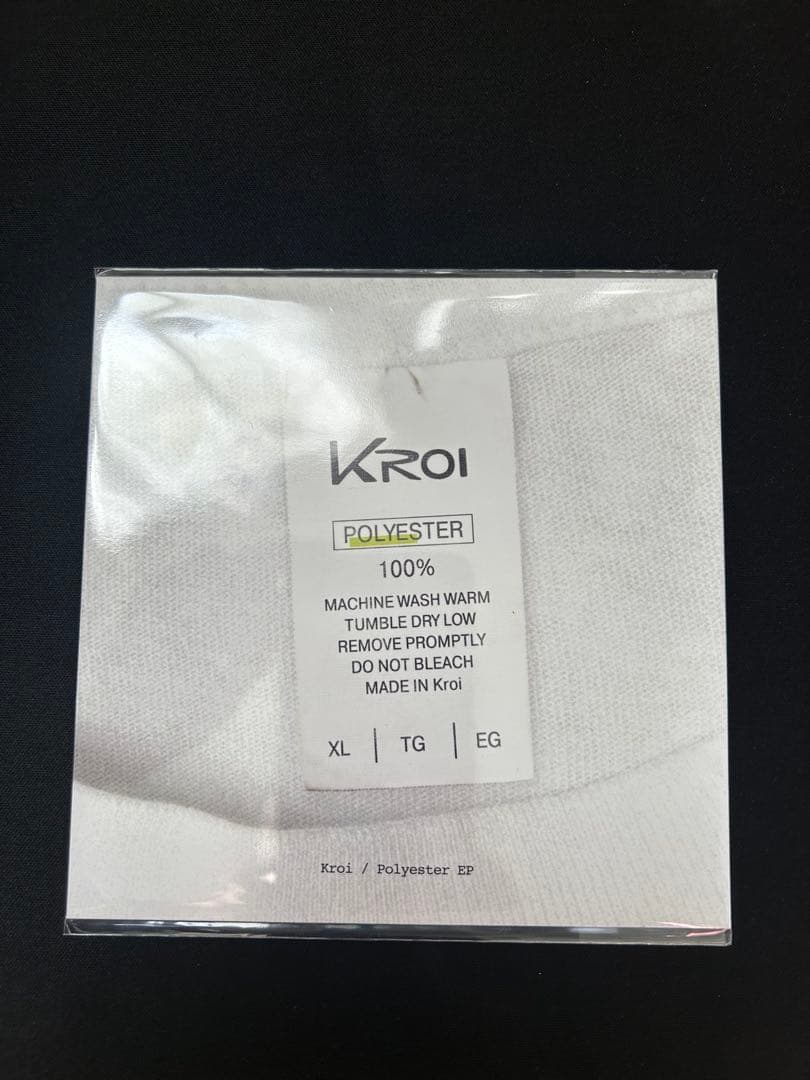 KROI
POLYESTER
100%
MACHINE WASH WARM
TUMBLE DRY LOW
REMOVE PROMPTLY
DO NOT BLEACH
MADE IN Kroi
XL | TG | EG
Kroi / Polyester EP